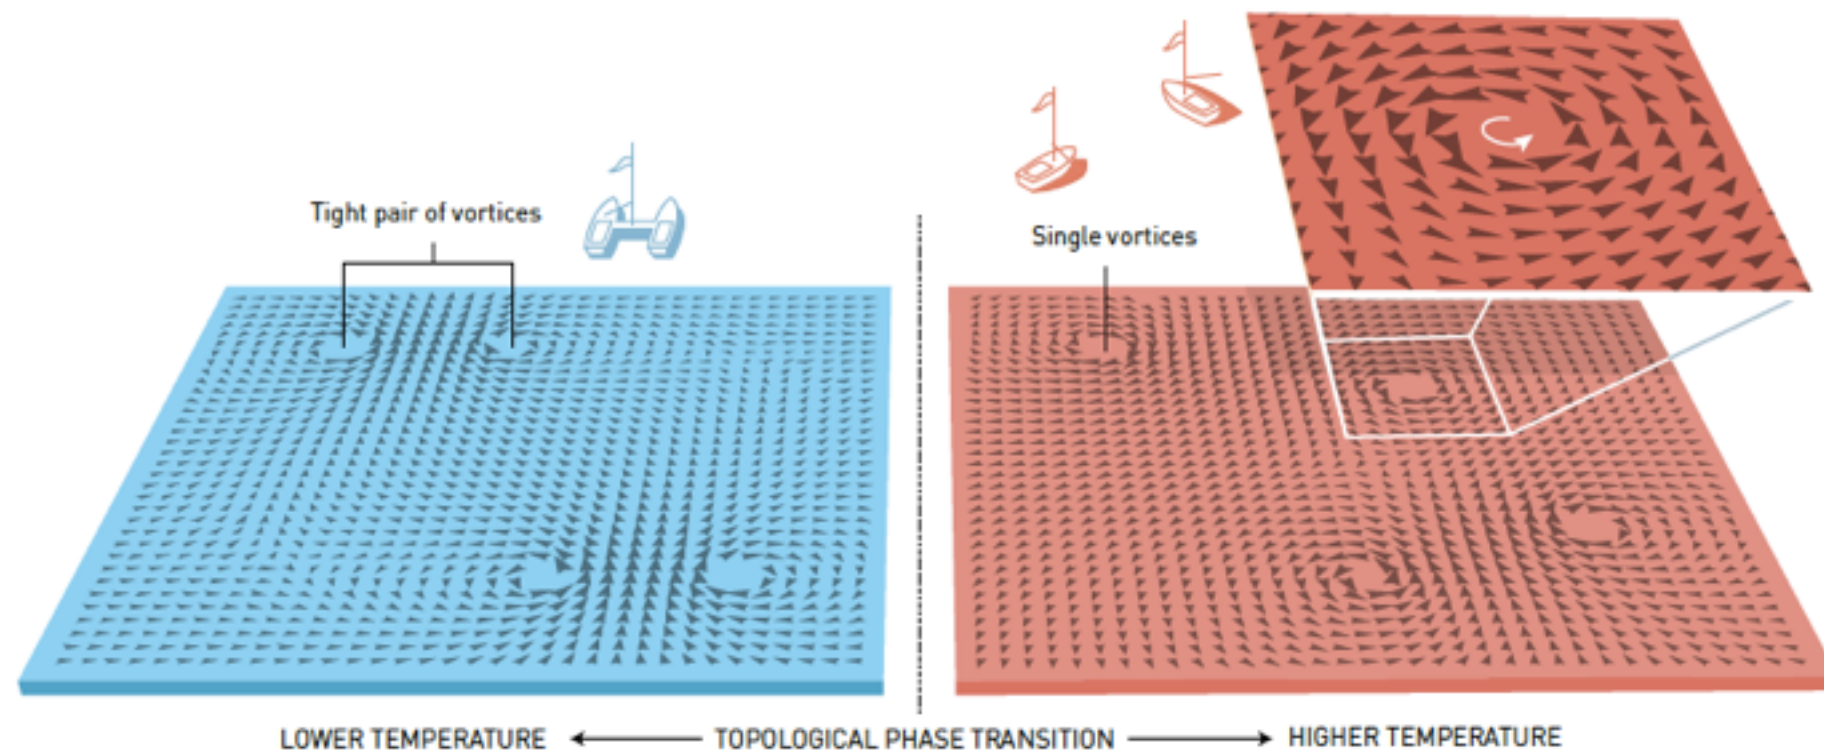 Tight pair of vortices
Single vortices
LOWER TEMPERATURE
TOPOLOGICAL PHASE TRANSITION
HIGHER TEMPERATURE